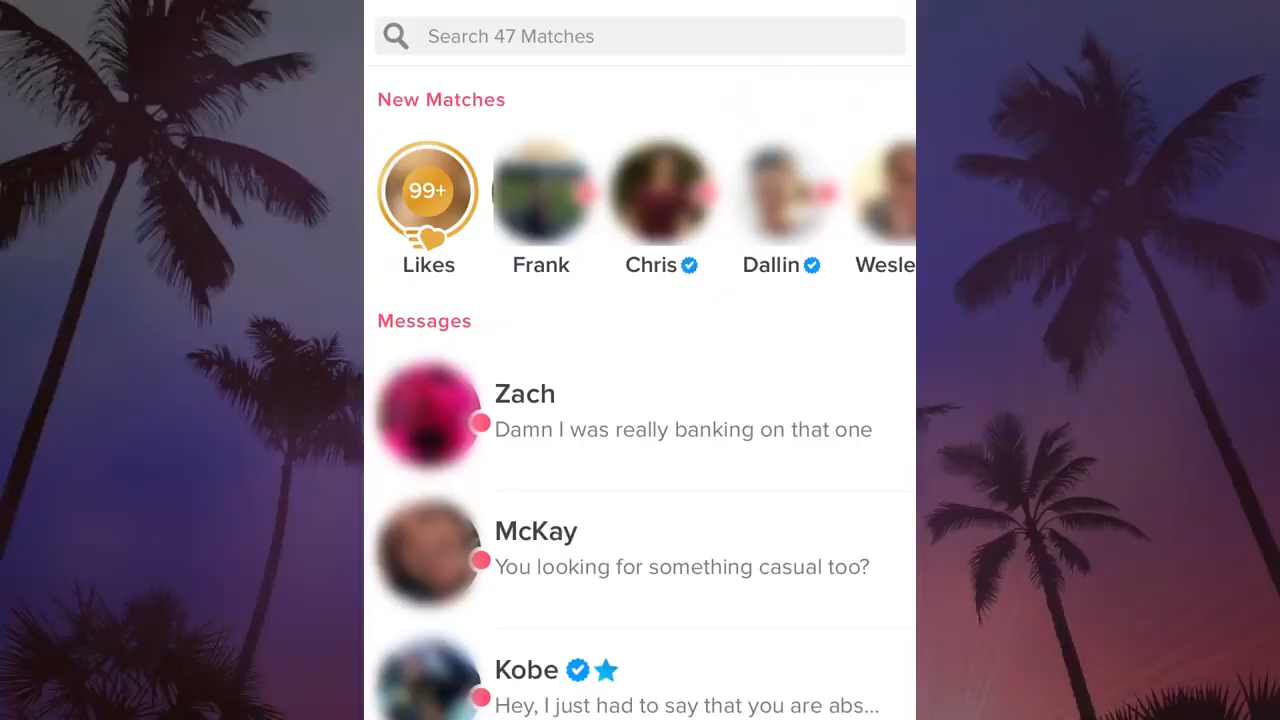 Search 47 Matches
New Matches
99+
Likes
Frank
Chris
Dallin
Wesle
Messages
Zach
Damn I was really banking on that one
McKay
You looking for something casual too?
Kobe
Hey, I just had to say that you are abs...